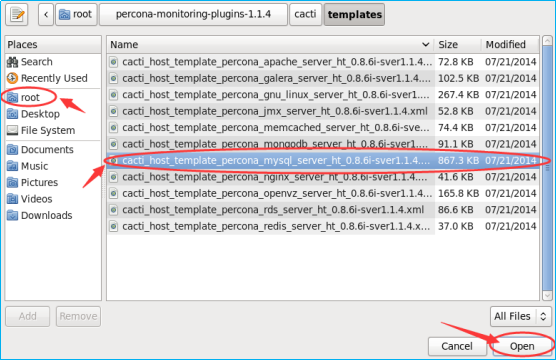 root percona-monitoring-plugins-1.1.4 cacti templates
Places
Search
Recently Used
root
Desktop
File System
Documents
Music
Pictures
Videos
Downloads
Name Size Modified
cacti_host_template_percona_apache_server_ht_0.8.6i-sver1.1.4.... 72.8 KB 07/21/2014
cacti_host_template_percona_galera_server_ht_0.8.6i-sver1.1.4.... 102.5 KB 07/21/2014
cacti_host_template_percona_gnu_linux_server_ht_0.8.6i-sver1.1... 267.4 KB 07/21/2014
cacti_host_template_percona_jmx_server_ht_0.8.6i-sver1.1.4.xml 52.8 KB 07/21/2014
cacti_host_template_percona_memcached_server_ht_0.8.6i-sve... 74.4 KB 07/21/2014
cacti_host_template_percona_mongodb_server_ht_0.8.6i-sver1.1... 91.1 KB 07/21/2014
cacti_host_template_percona_mysql_server_ht_0.8.6i-sver1.1.4.... 867.3 KB 07/21/2014
cacti_host_template_percona_nginx_server_ht_0.8.6i-sver1.1.4.... 41.6 KB 07/21/2014
cacti_host_template_percona_openvz_server_ht_0.8.6i-sver1.1.4... 165.8 KB 07/21/2014
cacti_host_template_percona_rds_server_ht_0.8.6i-sver1.1.4.xml 86.6 KB 07/21/2014
cacti_host_template_percona_redis_server_ht_0.8.6i-sver1.1.4.x... 37.0 KB 07/21/2014
Add Remove
All Files
Cancel Open